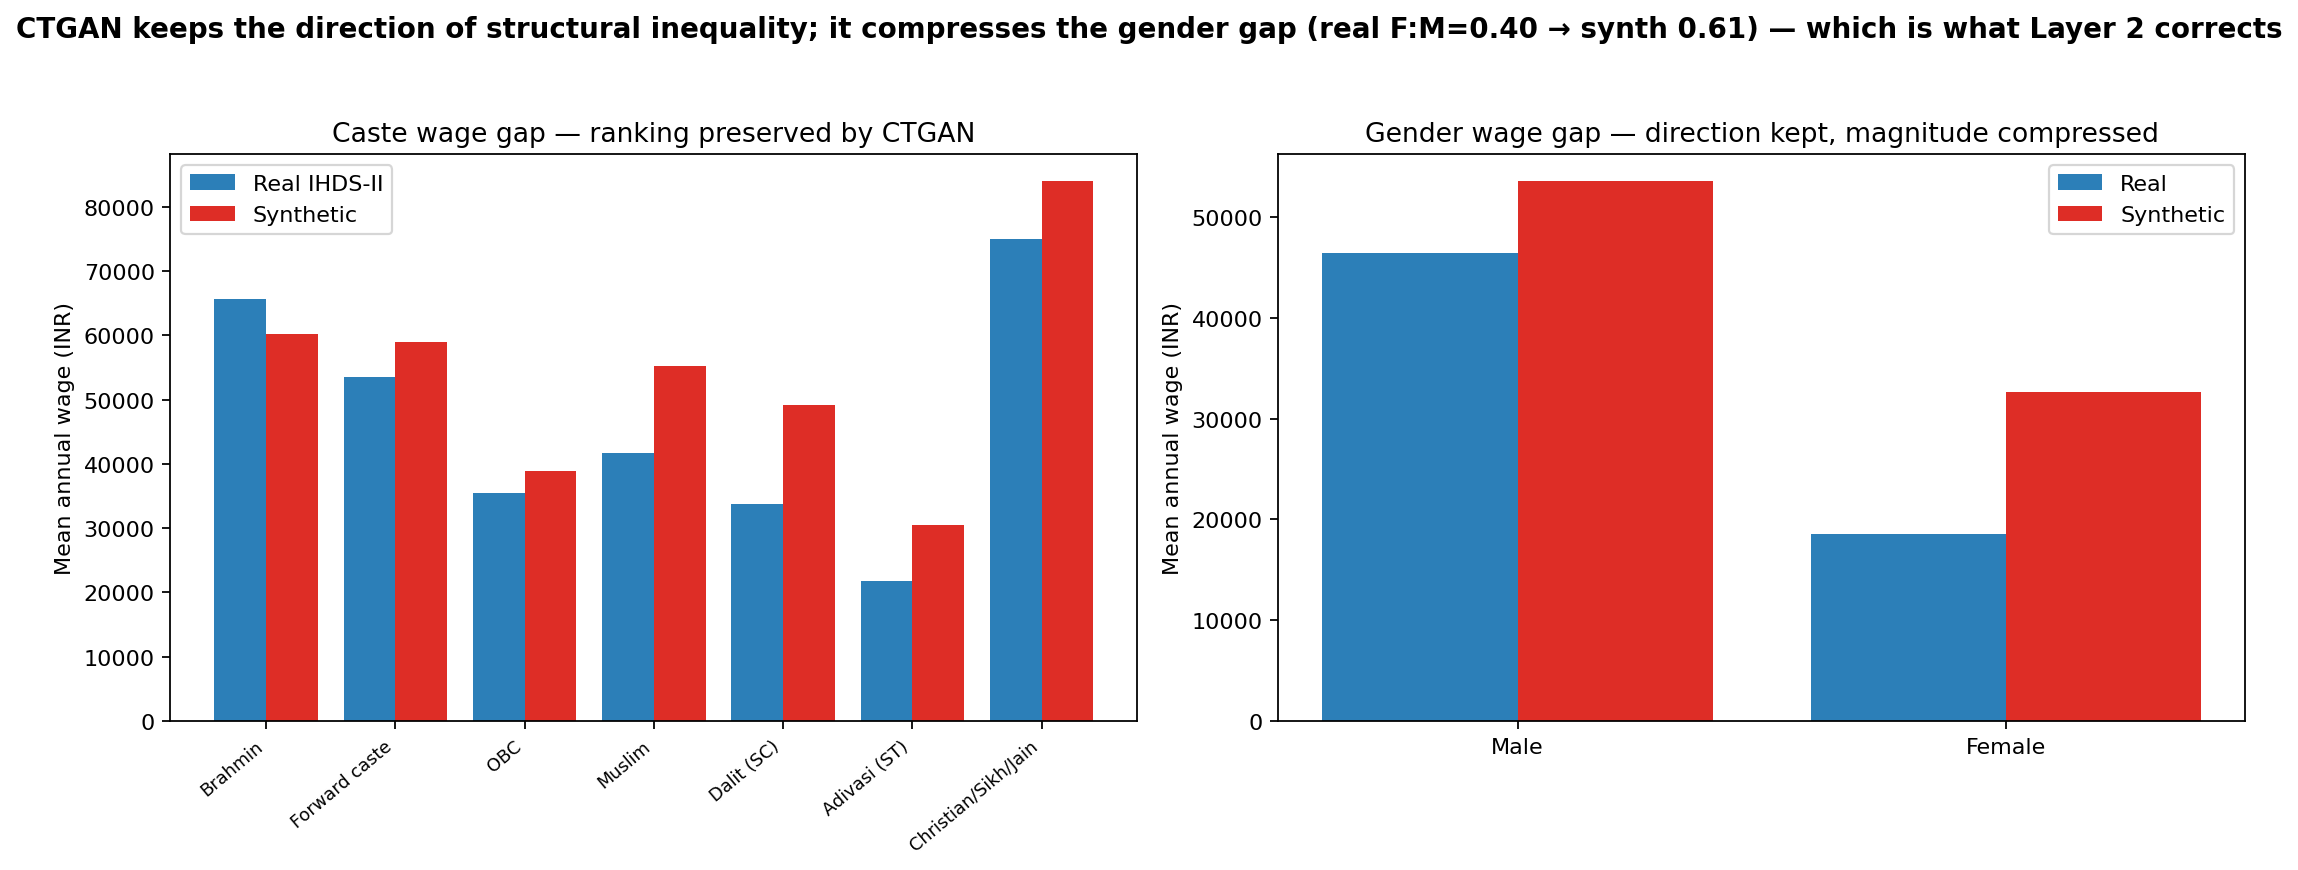 CTGAN keeps the direction of structural inequality; it compresses the gender gap (real F:M=0.40 → synth 0.61) — which is what Layer 2 corrects
Caste wage gap — ranking preserved by CTGAN
Real IHDS-II
Synthetic
Mean annual wage (INR)
80000
70000
60000
50000
40000
30000
20000
10000
0
Brahmin
Forward caste
OBC
Muslim
Dalit (SC)
Adivasi (ST)
Christian/Sikh/Jain
Gender wage gap — direction kept, magnitude compressed
Real
Synthetic
Mean annual wage (INR)
50000
40000
30000
20000
10000
0
Male
Female